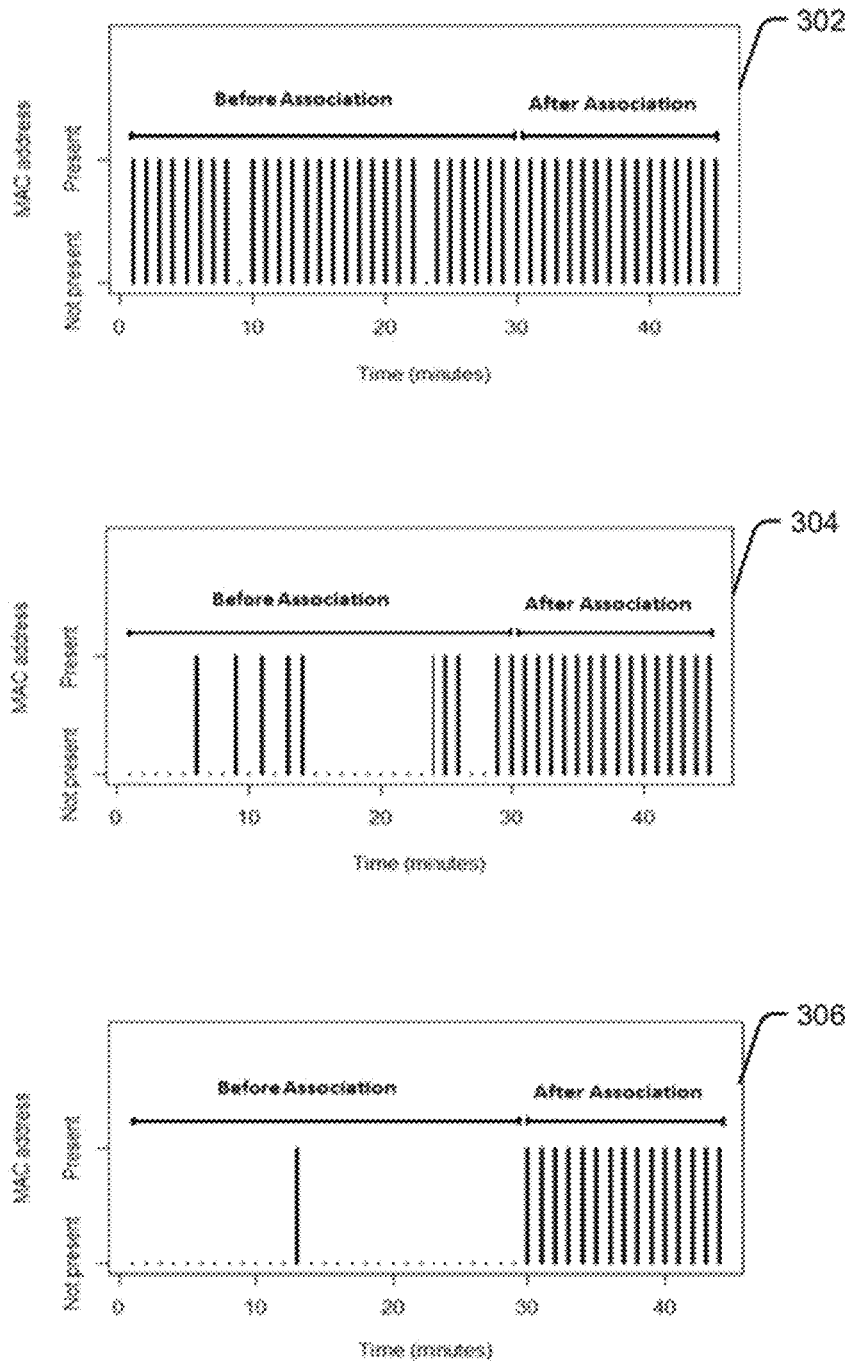 302
Before Association
After Association
MAC address
Present
Not present
0 10 20 30 40
Time (minutes)
304
Before Association
After Association
MAC address
Present
Not present
0 10 20 30 40
Time (minutes)
306
Before Association
After Association
MAC address
Present
Not present
0 10 20 30 40
Time (minutes)